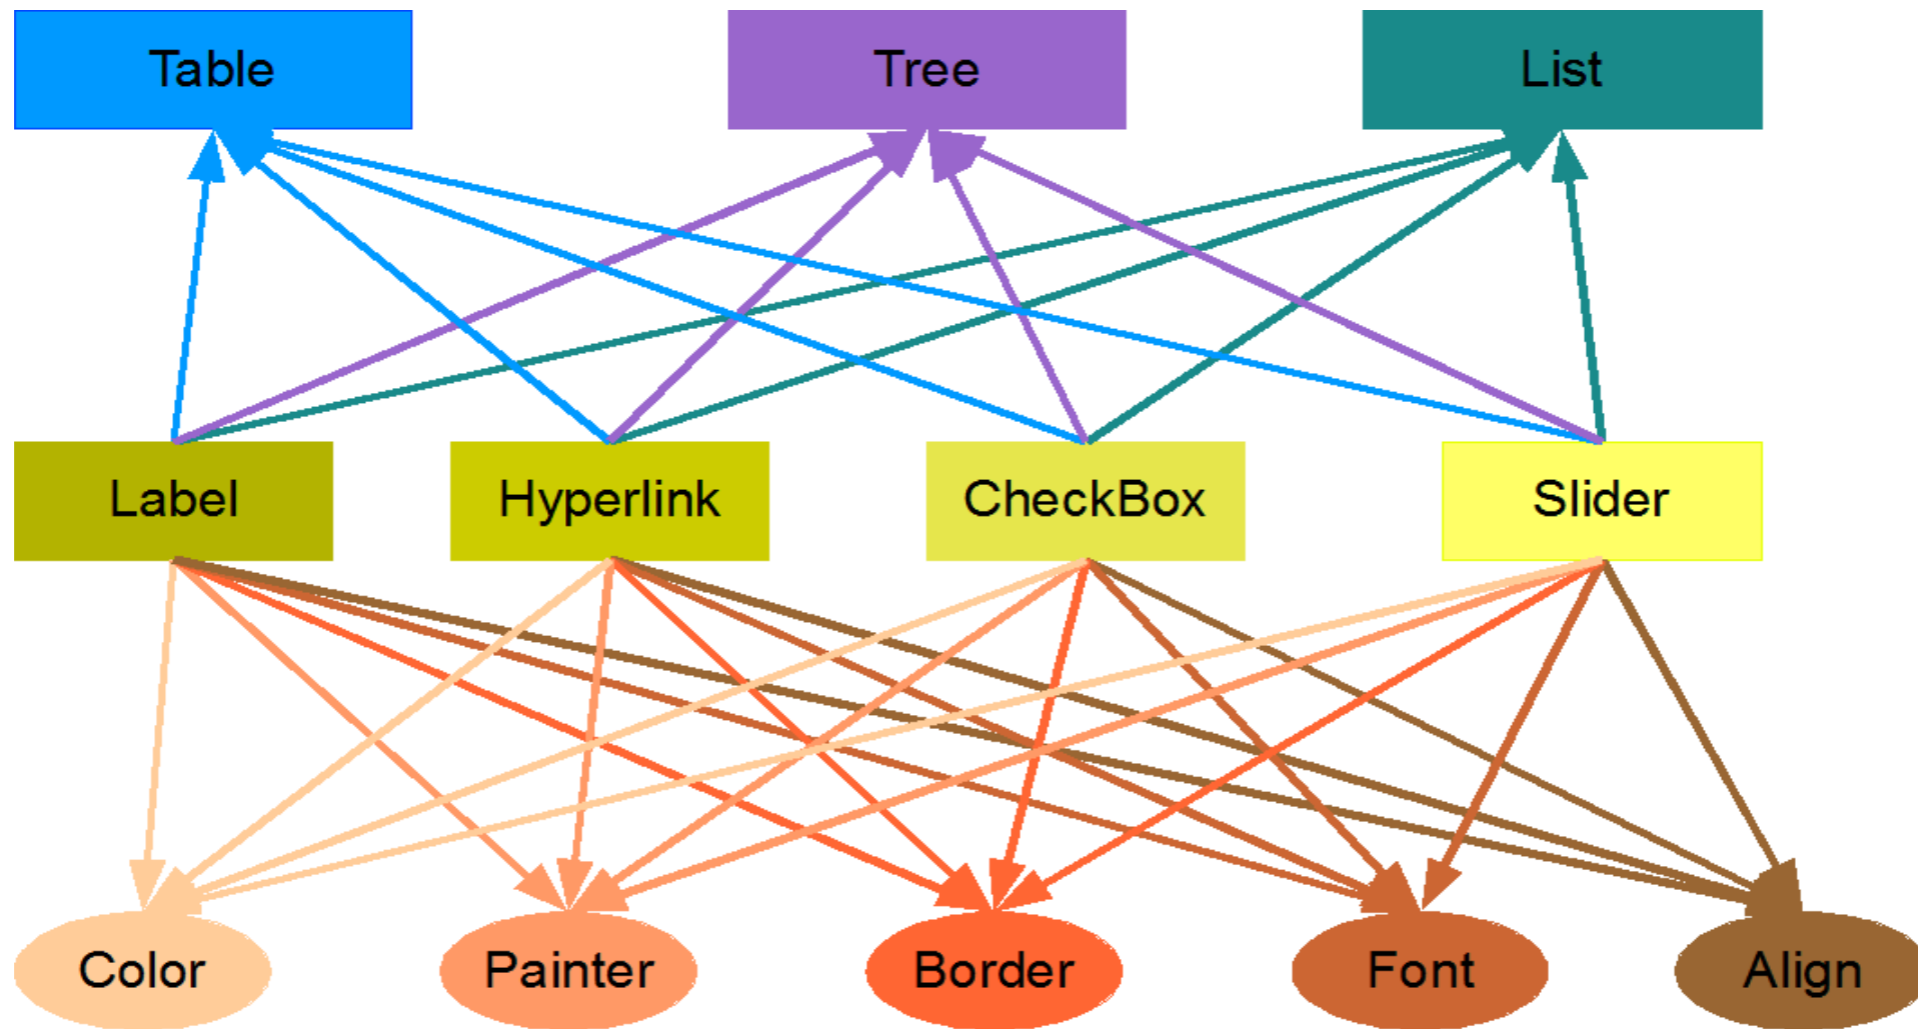 Table
Tree
List
Label
Hyperlink
CheckBox
Slider
Color
Painter
Border
Font
Align